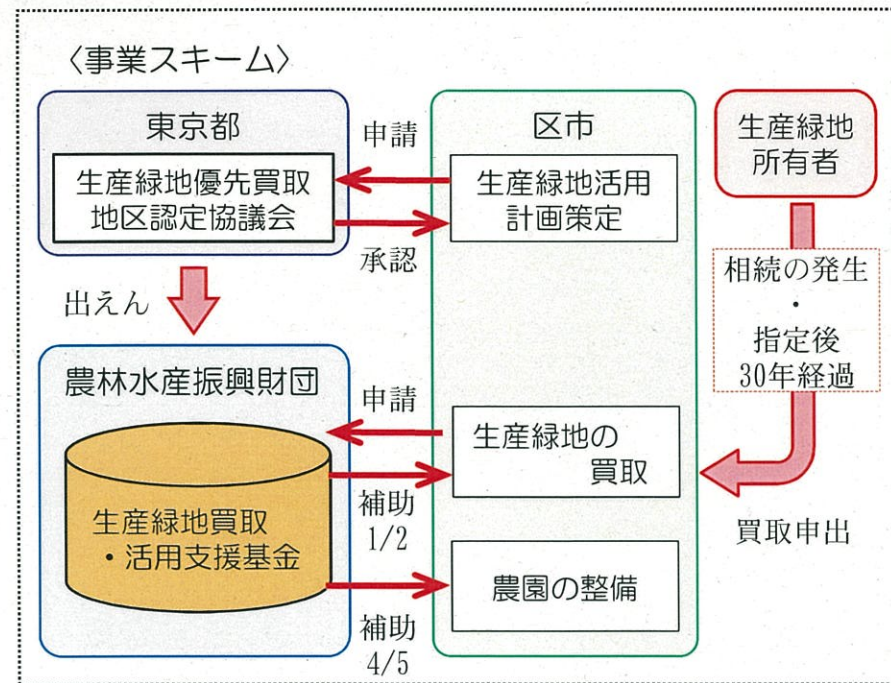 〈事業スキーム〉
東京都
生産緑地優先買取
地区認定協議会
申請
承認
区市
生産緑地活用
計画策定
生産緑地
所有者
相続の発生
・
指定後
30年経過
買取申出
出えん
農林水産振興財団
生産緑地買取
・活用支援基金
申請
補助
1/2
生産緑地の
買取
補助
4/5
農園の整備